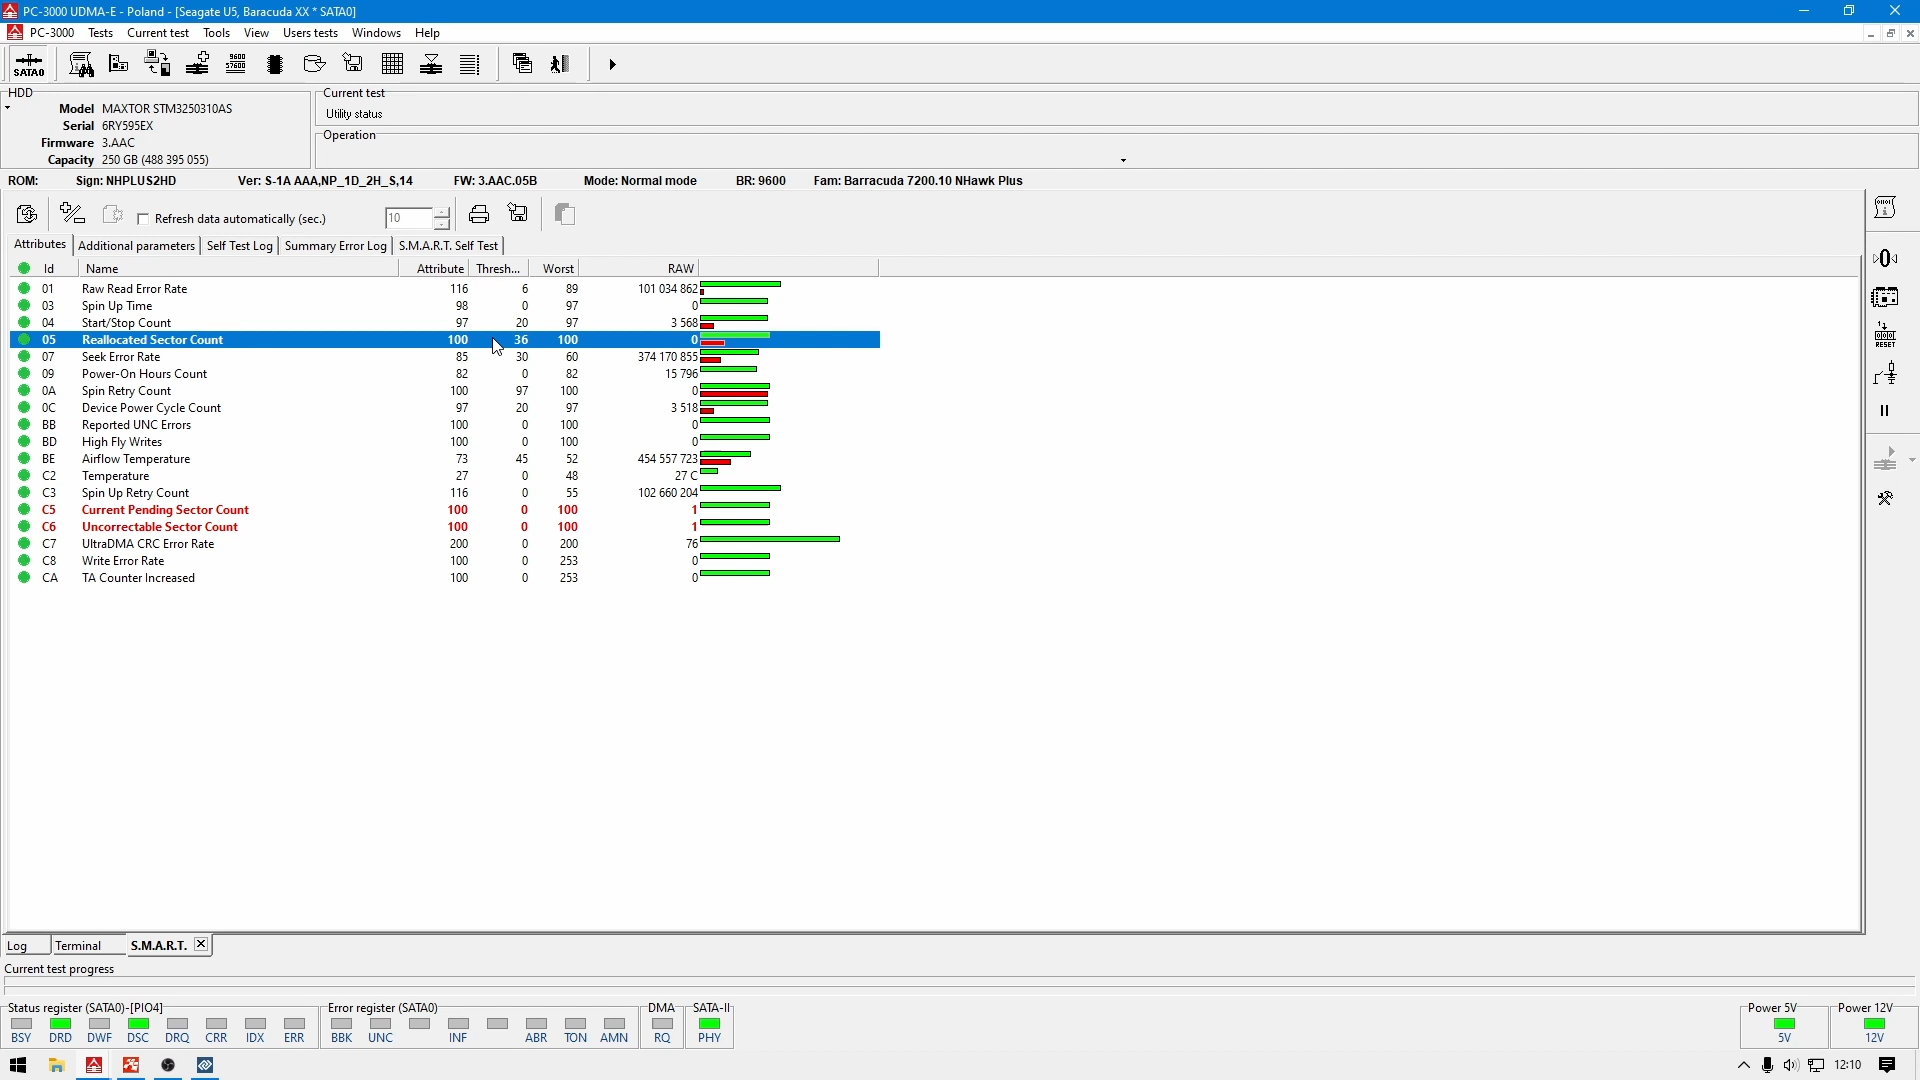 PC-3000 UDMA-E - Poland - [Seagate U5, Baracuda XX * SATA0]
PC-3000 Tests Current test Tools View Users tests Windows Help
SATA0 9600 57600
HDD
Model MAXTOR STM3250310AS
Serial 6RY595EX
Firmware 3.AAC
Capacity 250 GB (488 395 055)
Current test
Utility status
Operation
ROM: Sign: NHPLUS2HD Ver: S-1A AAA,NP_1D_2H_S,14 FW: 3.AAC.05B Mode: Normal mode BR: 9600 Fam: Barracuda 7200.10 NHawk Plus
Refresh data automatically (sec.) 10
Attributes Additional parameters Self Test Log Summary Error Log S.M.A.R.T. Self Test
Id Name Attribute Thresh... Worst RAW
01 Raw Read Error Rate 116 6 89 101 034 862
03 Spin Up Time 98 0 97 0
04 Start/Stop Count 97 20 97 3 568
05 Reallocated Sector Count 100 36 100 0
07 Seek Error Rate 85 30 60 374 170 855
09 Power-On Hours Count 82 0 82 15 796
0A Spin Retry Count 100 97 100 0
0C Device Power Cycle Count 97 20 97 3 518
BB Reported UNC Errors 100 0 100 0
BD High Fly Writes 100 0 100 0
BE Airflow Temperature 73 45 52 454 557 723
C2 Temperature 27 0 48 27 C
C3 Spin Up Retry Count 116 0 55 102 660 204
C5 Current Pending Sector Count 100 0 100 1
C6 Uncorrectable Sector Count 100 0 100 1
C7 UltraDMA CRC Error Rate 200 0 200 76
C8 Write Error Rate 100 0 253 0
CA TA Counter Increased 100 0 253 0
RESET
Log Terminal S.M.A.R.T.
Current test progress
Status register (SATA0)-[PIO4] Error register (SATA0) DMA SATA-II Power 5V Power 12V
BSY DRD DWF DSC DRQ CRR IDX ERR BBK UNC INF ABR TON AMN RQ PHY 5V 12V
12:10